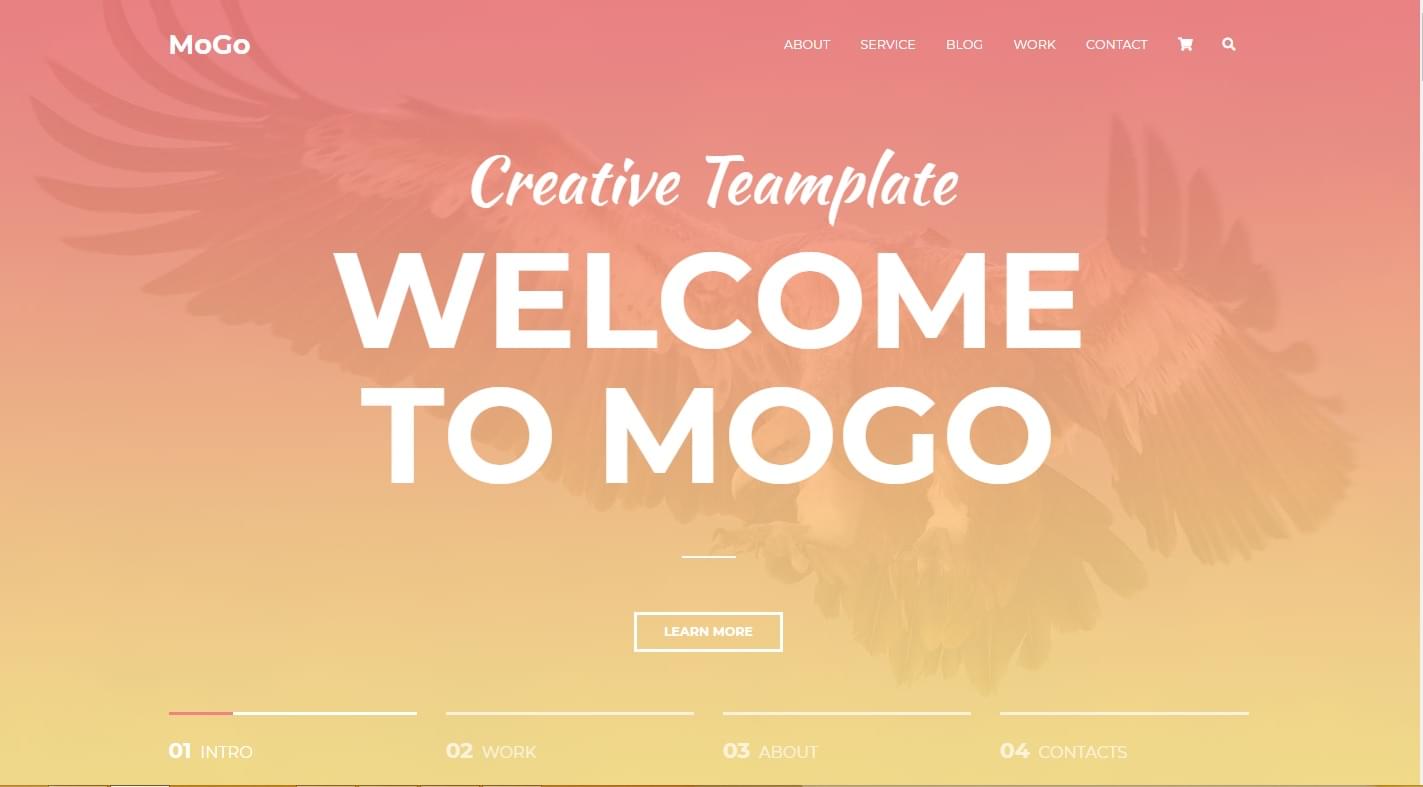 MoGo
ABOUT SERVICE BLOG WORK CONTACT
Creative Teamplate
WELCOME
TO MOGO
LEARN MORE
01 INTRO
02 WORK
03 ABOUT
04 CONTACTS